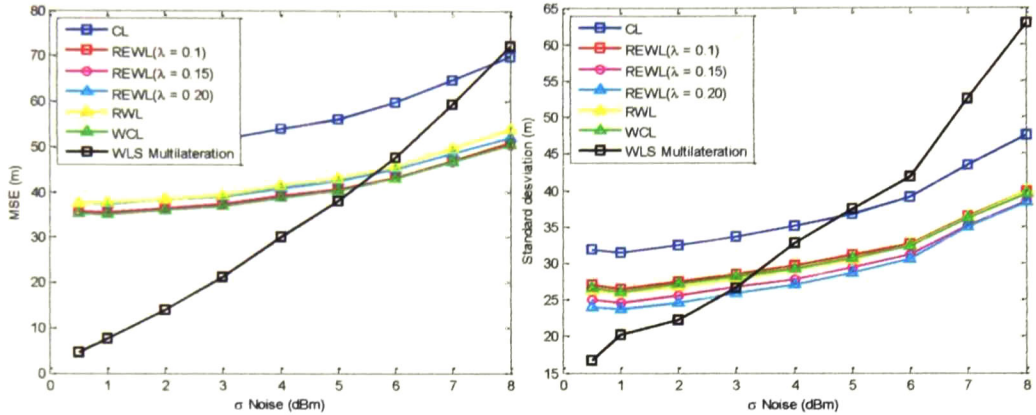 80
70
60
50
40
30
20
10
0
MSE (m)
CL
REWL(λ = 0.1)
REWL(λ = 0.15)
REWL(λ = 0.20)
RWL
WCL
WLS Multilateration
0 1 2 3 4 5 6 7 8
σ Noise (dBm)
65
60
55
50
45
40
35
30
25
20
15
Standard desviation (m)
CL
REWL(λ = 0.1)
REWL(λ = 0.15)
REWL(λ = 0.20)
RWL
WCL
WLS Multilateration
0 1 2 3 4 5 6 7 8
σ Noise (dBm)